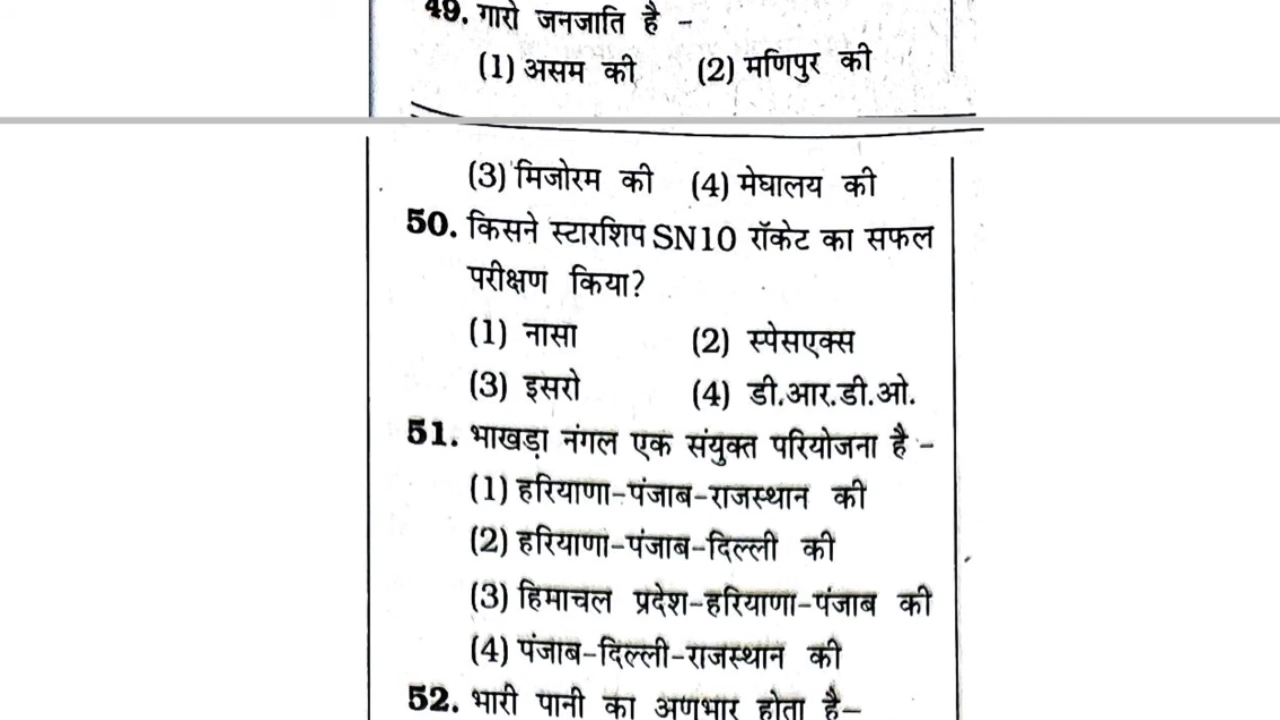 49. गारो जनजाति है -
(1) असम की (2) मणिपुर की
(3) मिजोरम की (4) मेघालय की
50. किसने स्टारशिप SN10 रॉकेट का सफल
परीक्षण किया?
(1) नासा (2) स्पेसएक्स
(3) इसरो (4) डी.आर.डी.ओ.
51. भाखड़ा नंगल एक संयुक्त परियोजना है -
(1) हरियाणा-पंजाब-राजस्थान की
(2) हरियाणा-पंजाब-दिल्ली की
(3) हिमाचल प्रदेश-हरियाणा-पंजाब की
(4) पंजाब-दिल्ली-राजस्थान की
52. भारी पानी का अणुभार होता है-